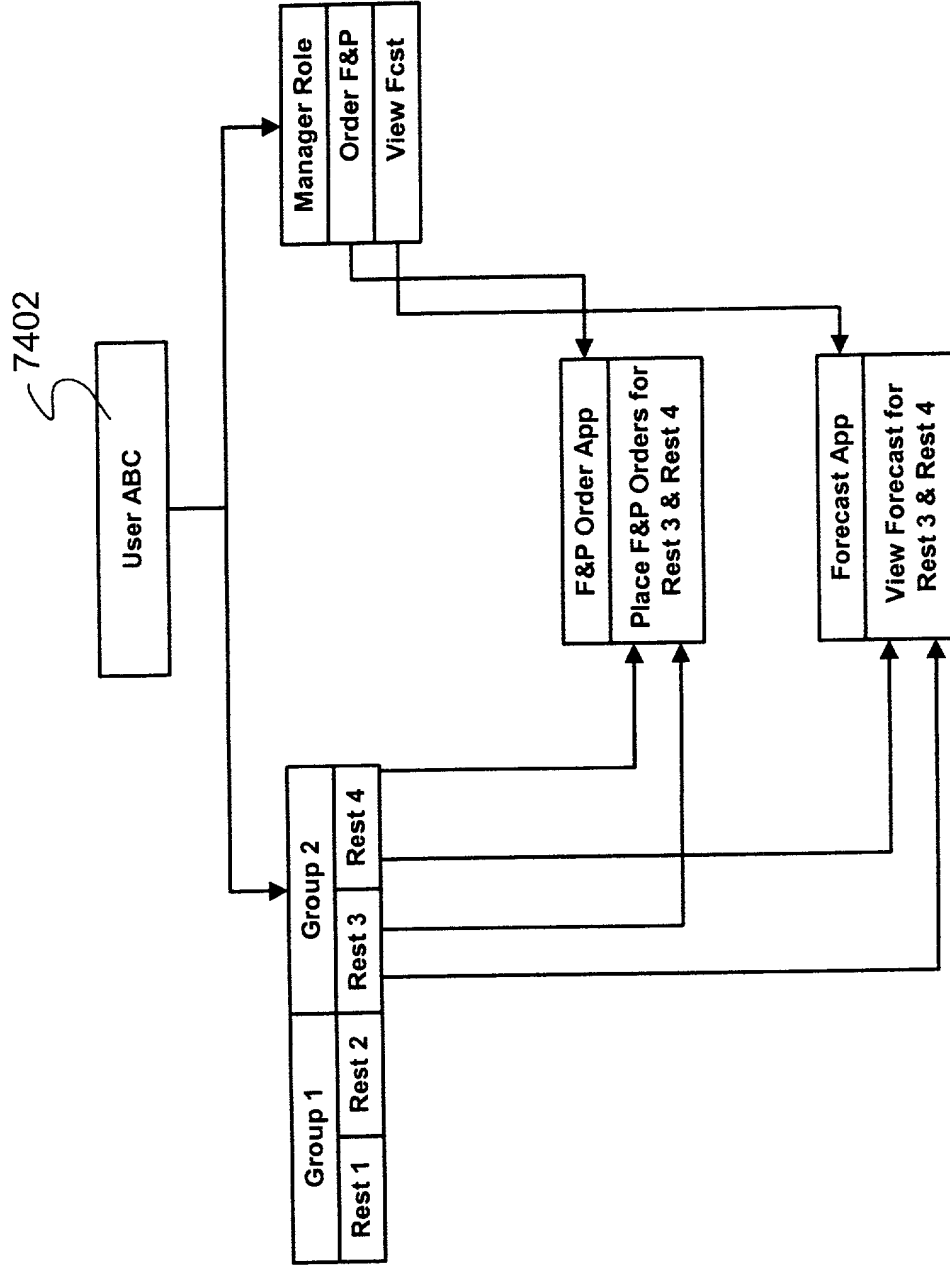 7402
User ABC
Group 1
Group 2
Rest 1
Rest 2
Rest 3
Rest 4
Manager Role
Order F&P
View Fcst
F&P Order App
Place F&P Orders for
Rest 3 & Rest 4
Forecast App
View Forecast for
Rest 3 & Rest 4